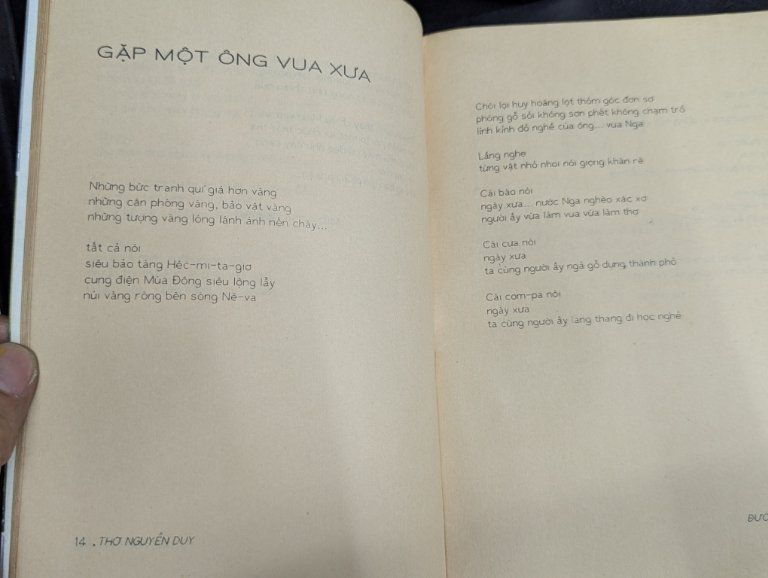 GẶP MỘT ÔNG VUA XƯA
Những bức tranh quí giá hơn vàng
những căn phòng vàng, bảo vật vàng
những tượng vàng lóng lánh ánh nến chảy...
tất cả nói
siêu bảo tàng Héc-mi-ta-giơ
cung điện Mùa Đông siêu lộng lẫy
núi vàng ròng bên sông Nê-va
14 . THƠ NGUYỄN DUY
Chói lọi huy hoàng lọt thỏm góc đơn sơ
phòng gỗ sồi không sơn phết không chạm trổ
linh kỉnh đồ nghề của ông... vua Nga
Lắng nghe
từng vật nhỏ nhoi nói giọng khàn rè
Cái bào nói
ngày xưa... nước Nga nghèo xác xơ
người ấy vừa làm vua vừa làm thợ
Cái cưa nói
ngày xưa
ta cùng người ấy ngả gỗ dựng thành phố
Cái com-pa nói
ngày xưa
ta cùng người ấy lang thang đi học nghề